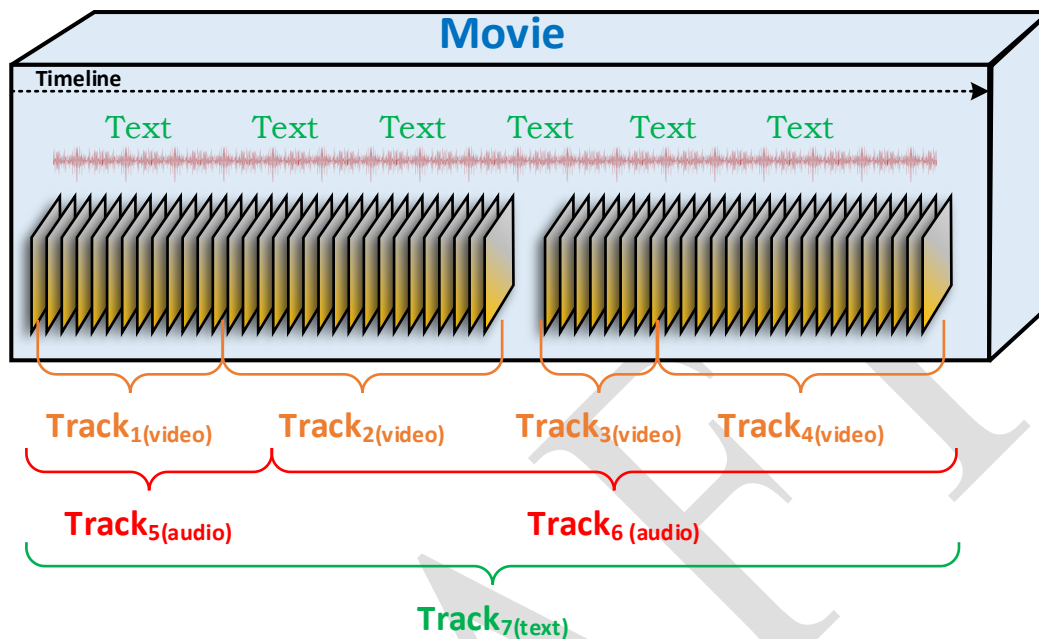 Movie
Timeline
Text Text Text Text Text Text
Track1(video) Track2(video) Track3(video) Track4(video)
Track5(audio) Track6 (audio)
Track7(text)